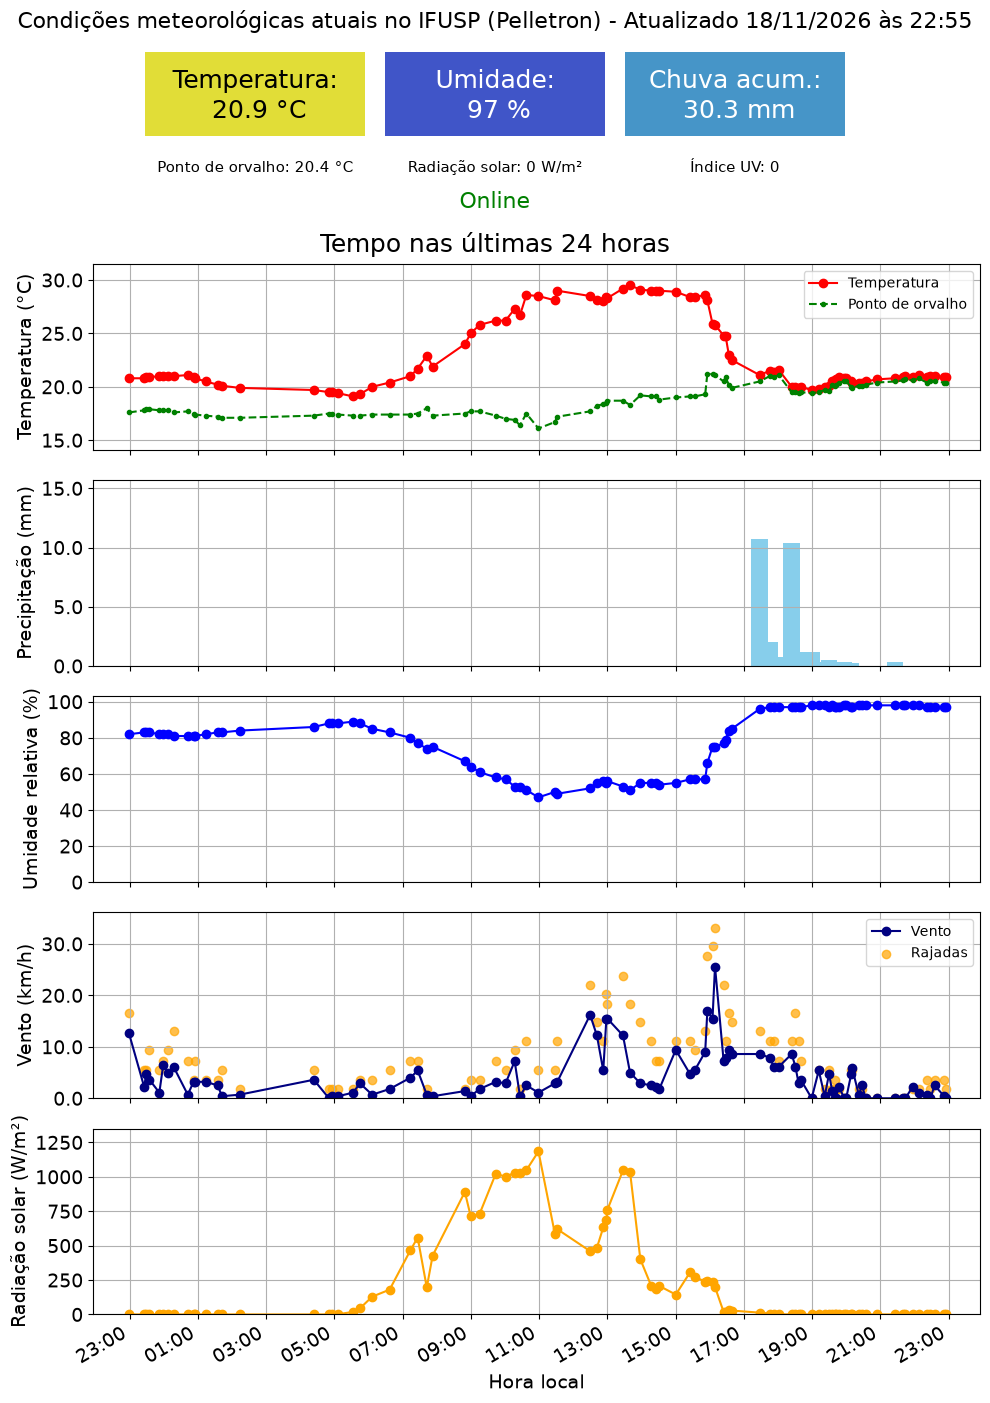 Condições meteorológicas atuais no IFUSP (Pelletron) - Atualizado 18/11/2026 às 22:55
Temperatura:
20.9 °C
Umidade:
97 %
Chuva acum.:
30.3 mm
Ponto de orvalho: 20.4 °C
Radiação solar: 0 W/m²
Índice UV: 0
Online
Tempo nas últimas 24 horas
Temperatura (°C)
30.0
25.0
20.0
15.0
Temperatura
Ponto de orvalho
Precipitação (mm)
15.0
10.0
5.0
0.0
Umidade relativa (%)
100
80
60
40
20
0
Vento (km/h)
30.0
20.0
10.0
0.0
Vento
Rajadas
Radiação solar (W/m²)
1250
1000
750
500
250
0
23:00
01:00
03:00
05:00
07:00
09:00
11:00
13:00
15:00
17:00
19:00
21:00
23:00
Hora local